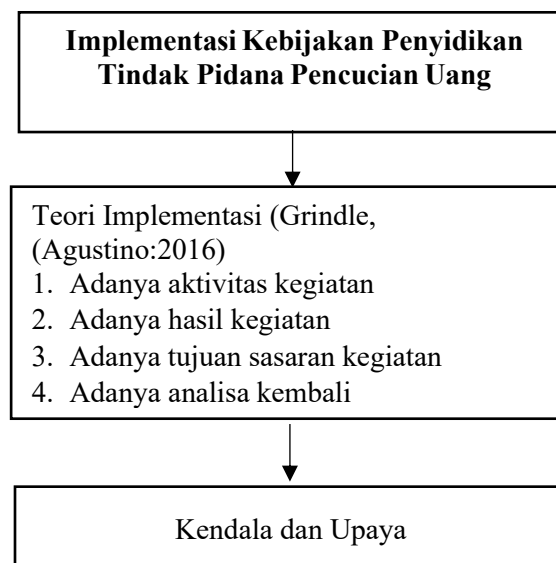 Implementasi Kebijakan Penyidikan
Tindak Pidana Pencucian Uang
Teori Implementasi (Grindle,
(Agustino:2016)
1. Adanya aktivitas kegiatan
2. Adanya hasil kegiatan
3. Adanya tujuan sasaran kegiatan
4. Adanya analisa kembali
Kendala dan Upaya